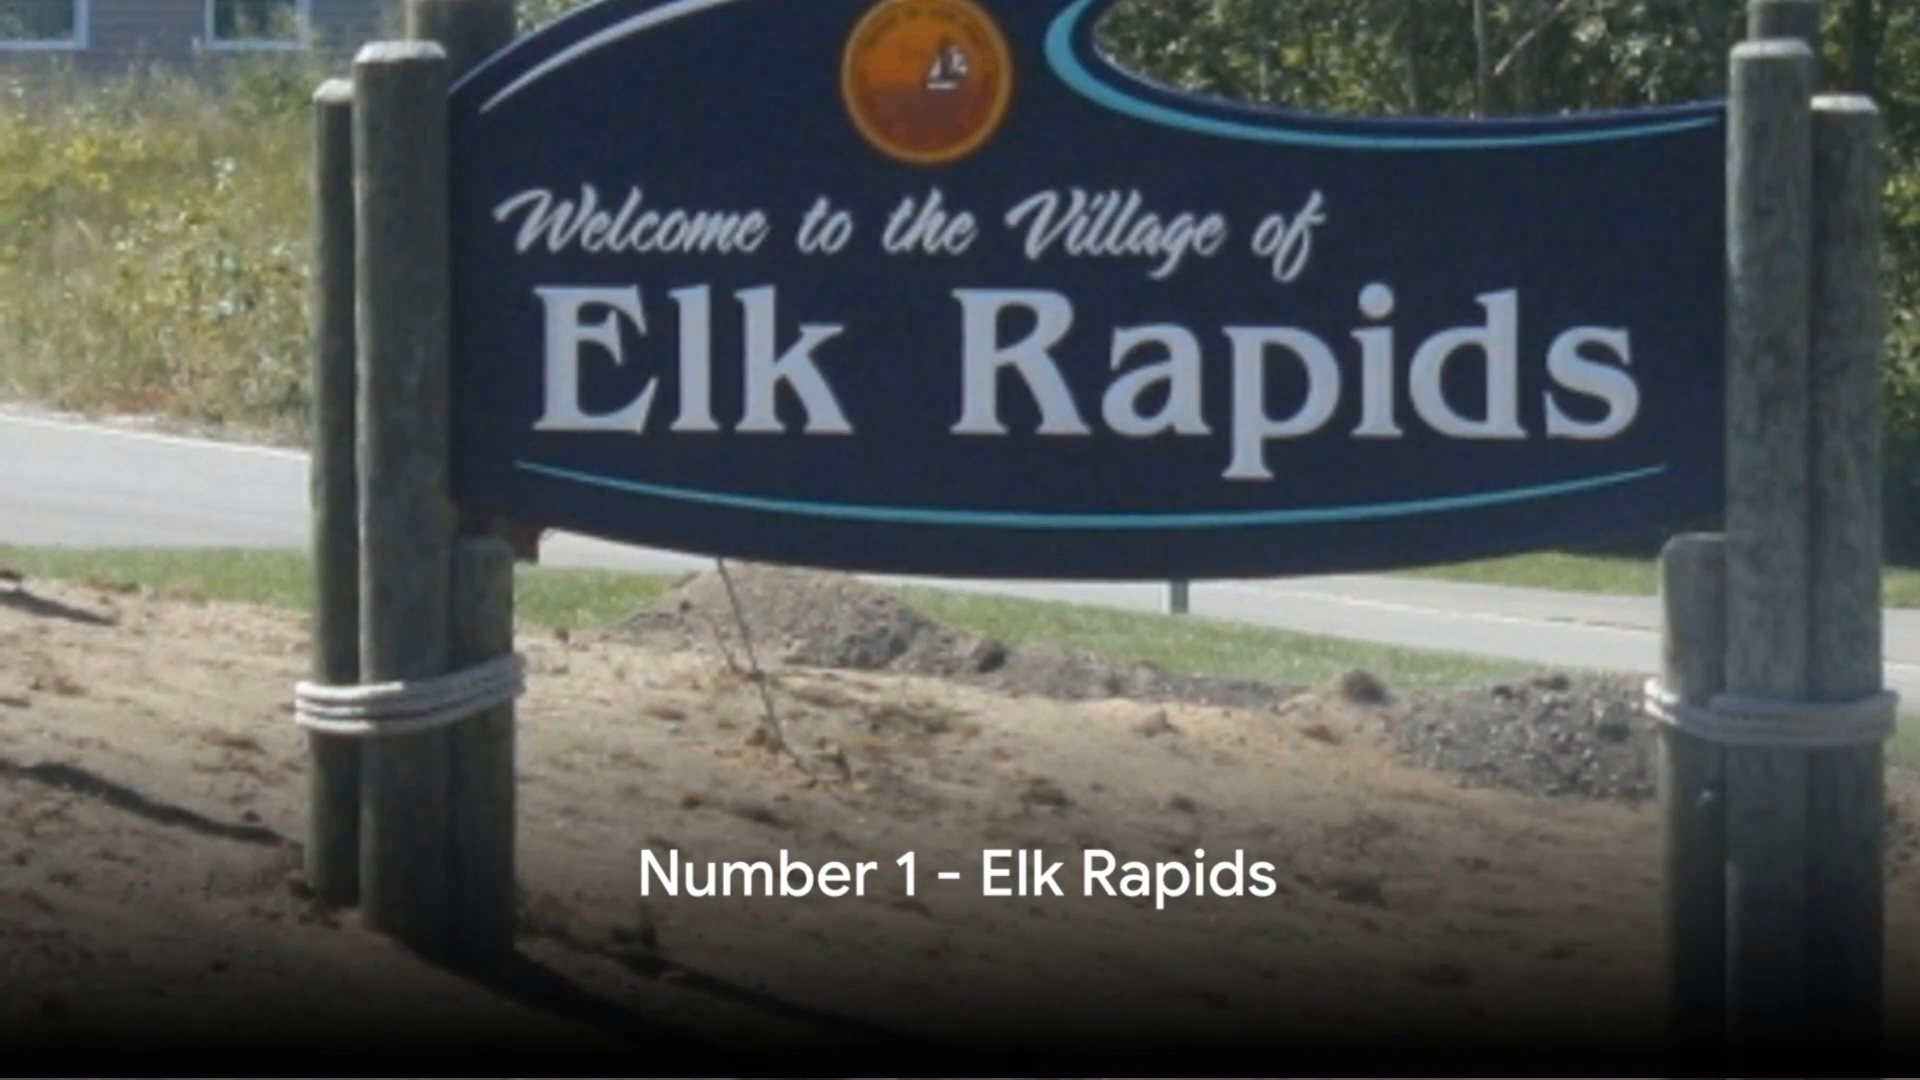 Welcome to the Village of
Elk Rapids
Number 1 - Elk Rapids